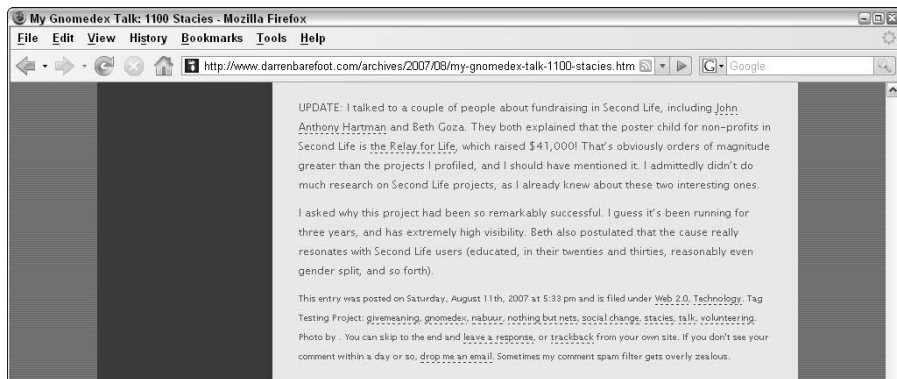 My Gnomedex Talk: 1100 Stacies - Mozilla Firefox
File Edit View History Bookmarks Tools Help
http://www.darrenbarefoot.com/archives/2007/08/my-gnomedex-talk-1100-stacies.htm G Google
UPDATE: I talked to a couple of people about fundraising in Second Life, including John
Anthony Hartman and Beth Goza. They both explained that the poster child for non-profits in
Second Life is the Relay for Life, which raised $41,000! That's obviously orders of magnitude
greater than the projects I profiled, and I should have mentioned it. I admittedly didn't do
much research on Second Life projects, as I already knew about these two interesting ones.
I asked why this project had been so remarkably successful. I guess it's been running for
three years, and has extremely high visibility. Beth also postulated that the cause really
resonates with Second Life users (educated, in their twenties and thirties, reasonably even
gender split, and so forth).
This entry was posted on Saturday, August 11th, 2007 at 5:33 pm and is filed under Web 2.0, Technology. Tag
Testing Project: givemeaning, gnomedex, nabuur, nothing but nets, social change, stacies, talk, volunteering.
Photo by . You can skip to the end and leave a response, or trackback from your own site. If you don't see your
comment within a day or so, drop me an email. Sometimes my comment spam filter gets overly zealous.